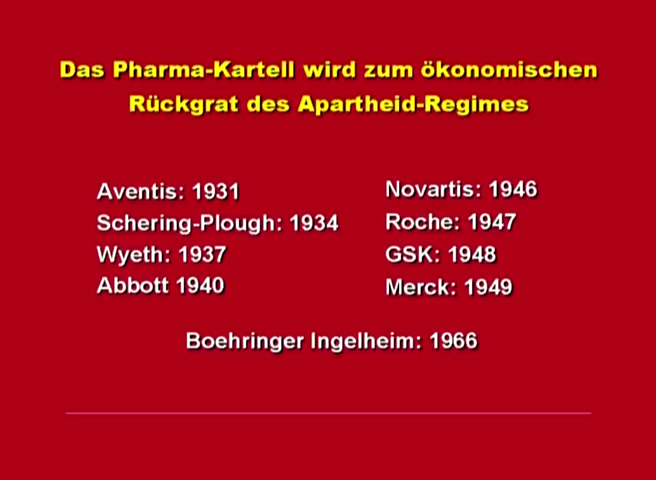 Das Pharma-Kartell wird zum ökonomischen
Rückgrat des Apartheid-Regimes
Aventis: 1931
Schering-Plough: 1934
Wyeth: 1937
Abbott 1940
Novartis: 1946
Roche: 1947
GSK: 1948
Merck: 1949
Boehringer Ingelheim: 1966